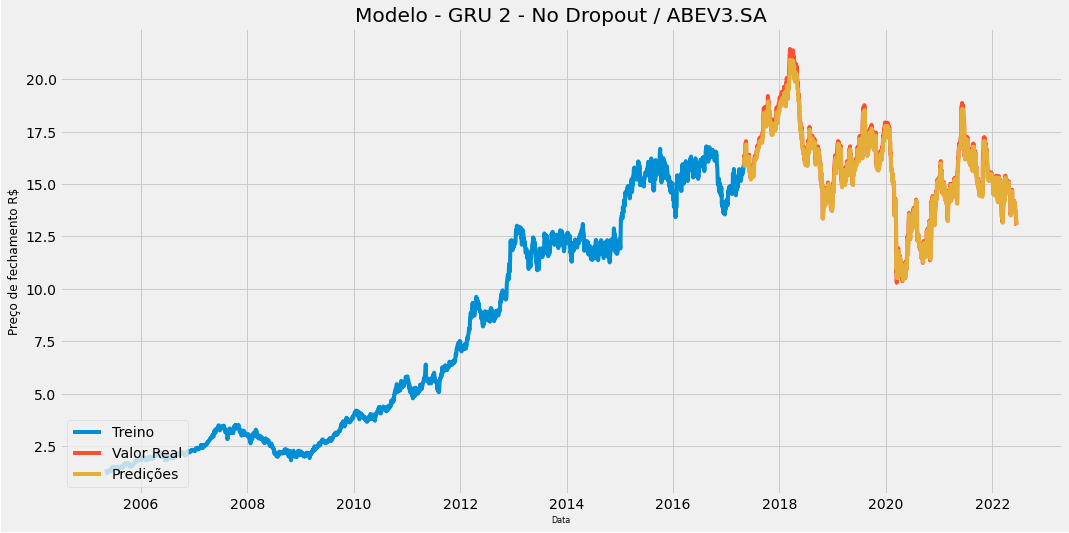 Modelo - GRU 2 - No Dropout / ABEV3.SA
Preço de fechamento R$
20.0
17.5
15.0
12.5
10.0
7.5
5.0
2.5
Treino
Valor Real
Predições
2006 2008 2010 2012 2014 2016 2018 2020 2022
Data